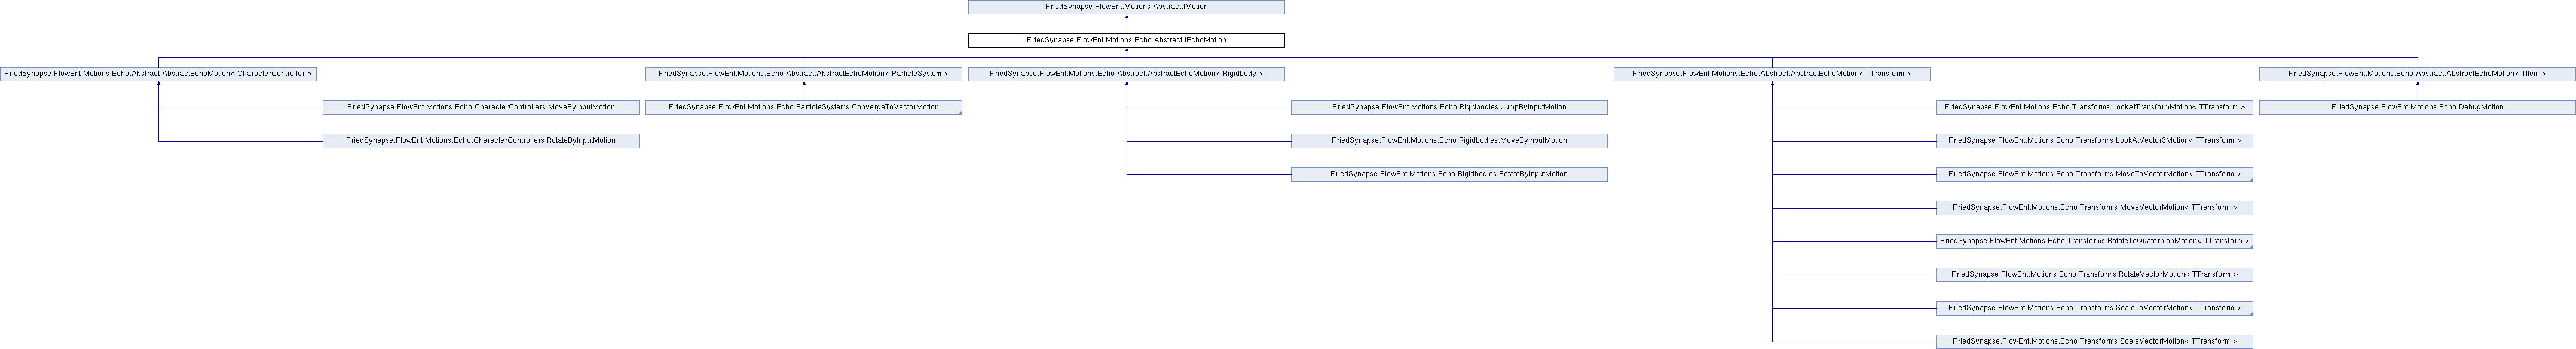 FriedSynapse.FlowEnt.Motions.Abstract.IMotion
FriedSynapse.FlowEnt.Motions.Echo.Abstract.IEchoMotion
FriedSynapse.FlowEnt.Motions.Echo.Abstract.AbstractEchoMotion< CharacterController >
FriedSynapse.FlowEnt.Motions.Echo.Abstract.AbstractEchoMotion< ParticleSystem >
FriedSynapse.FlowEnt.Motions.Echo.Abstract.AbstractEchoMotion< Rigidbody >
FriedSynapse.FlowEnt.Motions.Echo.Abstract.AbstractEchoMotion< TTransform >
FriedSynapse.FlowEnt.Motions.Echo.Abstract.AbstractEchoMotion< TItem >
FriedSynapse.FlowEnt.Motions.Echo.CharacterControllers.MoveByInputMotion
FriedSynapse.FlowEnt.Motions.Echo.ParticleSystems.ConvergeToVectorMotion
FriedSynapse.FlowEnt.Motions.Echo.Rigidbodies.JumpByInputMotion
FriedSynapse.FlowEnt.Motions.Echo.Transforms.LookAtTransformMotion< TTransform >
FriedSynapse.FlowEnt.Motions.Echo.DebugMotion
FriedSynapse.FlowEnt.Motions.Echo.CharacterControllers.RotateByInputMotion
FriedSynapse.FlowEnt.Motions.Echo.Rigidbodies.MoveByInputMotion
FriedSynapse.FlowEnt.Motions.Echo.Transforms.LookAtVector3Motion< TTransform >
FriedSynapse.FlowEnt.Motions.Echo.Rigidbodies.RotateByInputMotion
FriedSynapse.FlowEnt.Motions.Echo.Transforms.MoveToVectorMotion< TTransform >
FriedSynapse.FlowEnt.Motions.Echo.Transforms.MoveVectorMotion< TTransform >
FriedSynapse.FlowEnt.Motions.Echo.Transforms.RotateToQuaternionMotion< TTransform >
FriedSynapse.FlowEnt.Motions.Echo.Transforms.RotateVectorMotion< TTransform >
FriedSynapse.FlowEnt.Motions.Echo.Transforms.ScaleToVectorMotion< TTransform >
FriedSynapse.FlowEnt.Motions.Echo.Transforms.ScaleVectorMotion< TTransform >